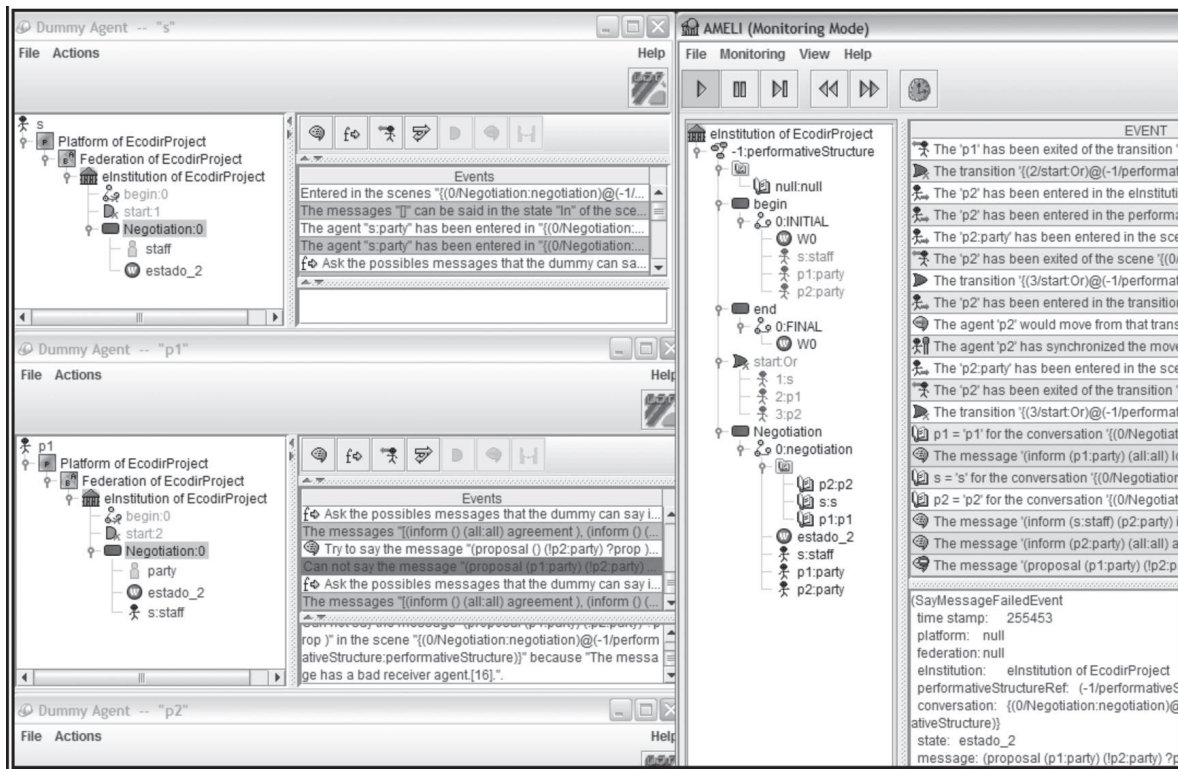 Dummy Agent -- "s"
File Actions Help
s
Platform of EcodirProject
Federation of EcodirProject
eInstitution of EcodirProject
begin:0
start:1
Negotiation:0
staff
estado_2
Events
Entered in the scenes "{(0/Negotiation:negotiation)@(-1/...
The messages "[]" can be said in the state "In" of the sce...
The agent "s:party" has been entered in "{(0/Negotiation:...
The agent "s:party" has been entered in "{(0/Negotiation:...
Ask the possibles messages that the dummy can sa...
Dummy Agent -- "p1"
File Actions Help
p1
Platform of EcodirProject
Federation of EcodirProject
eInstitution of EcodirProject
begin:0
start:2
Negotiation:0
party
estado_2
s:staff
Events
Ask the possibles messages that the dummy can say i...
The messages "[(inform () (all:all) agreement ), (inform () (...
Try to say the message "(proposal () (!p2:party) ?prop )...
Can not say the message "(proposal (p1:party) (!p2:party) ...
Ask the possibles messages that the dummy can say i...
The messages "[(inform () (all:all) agreement ), (inform () (...
rop )" in the scene "{(0/Negotiation:negotiation)@(-1/perform
ativeStructure:performativeStructure)}" because "The messa
ge has a bad receiver agent.[16].".
Dummy Agent -- "p2"
File Actions Help
AMELI (Monitoring Mode)
File Monitoring View Help
eInstitution of EcodirProject
-1:performativeStructure
null:null
begin
0:INITIAL
W0
s:staff
p1:party
p2:party
end
0:FINAL
W0
start:Or
1:s
2:p1
3:p2
Negotiation
0:negotiation
p2:p2
s:s
p1:p1
estado_2
s:staff
p1:party
p2:party
EVENT
The 'p1' has been exited of the transition '
The transition '{(2/start:Or)@(-1/performat
The 'p2' has been entered in the eInstituti
The 'p2' has been entered in the performa
The 'p2:party' has been entered in the sce
The 'p2' has been exited of the scene '{(0/
The transition '{(3/start:Or)@(-1/performat
The 'p2' has been entered in the transition
The agent 'p2' would move from that trans
The agent 'p2' has synchronized the move
The 'p2:party' has been entered in the sce
The 'p2' has been exited of the transition '
The transition '{(3/start:Or)@(-1/performat
p1 = 'p1' for the conversation '{(0/Negotiat
The message '(inform (p1:party) (all:all) lo
s = 's' for the conversation '{(0/Negotiation
p2 = 'p2' for the conversation '{(0/Negotiat
The message '(inform (s:staff) (p2:party) i
The message '(inform (p2:party) (all:all) a
The message '(proposal (p1:party) (!p2:p
(SayMessageFailedEvent
time stamp: 255453
platform: null
federation: null
eInstitution: eInstitution of EcodirProject
performativeStructureRef: (-1/performativeS
conversation: {(0/Negotiation:negotiation)@
ativeStructure)}
state: estado_2
message: (proposal (p1:party) (!p2:party) ?p